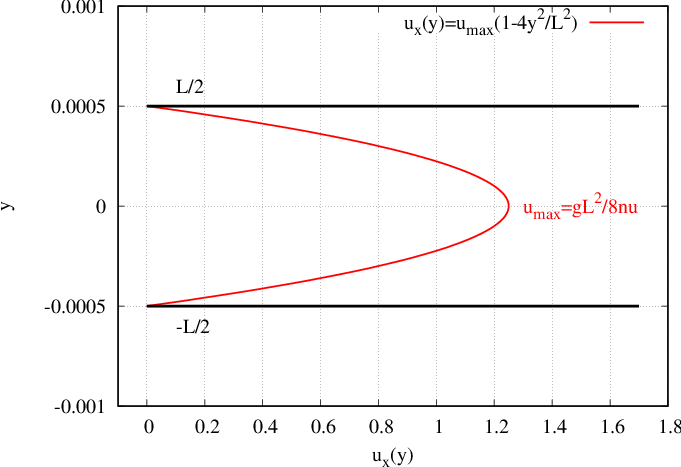 0.001
u_x(y)=u_max(1-4y^2/L^2)
L/2
0.0005
y
0
u_max=gL^2/8nu
-0.0005
-L/2
-0.001
0 0.2 0.4 0.6 0.8 1 1.2 1.4 1.6 1.8
u_x(y)